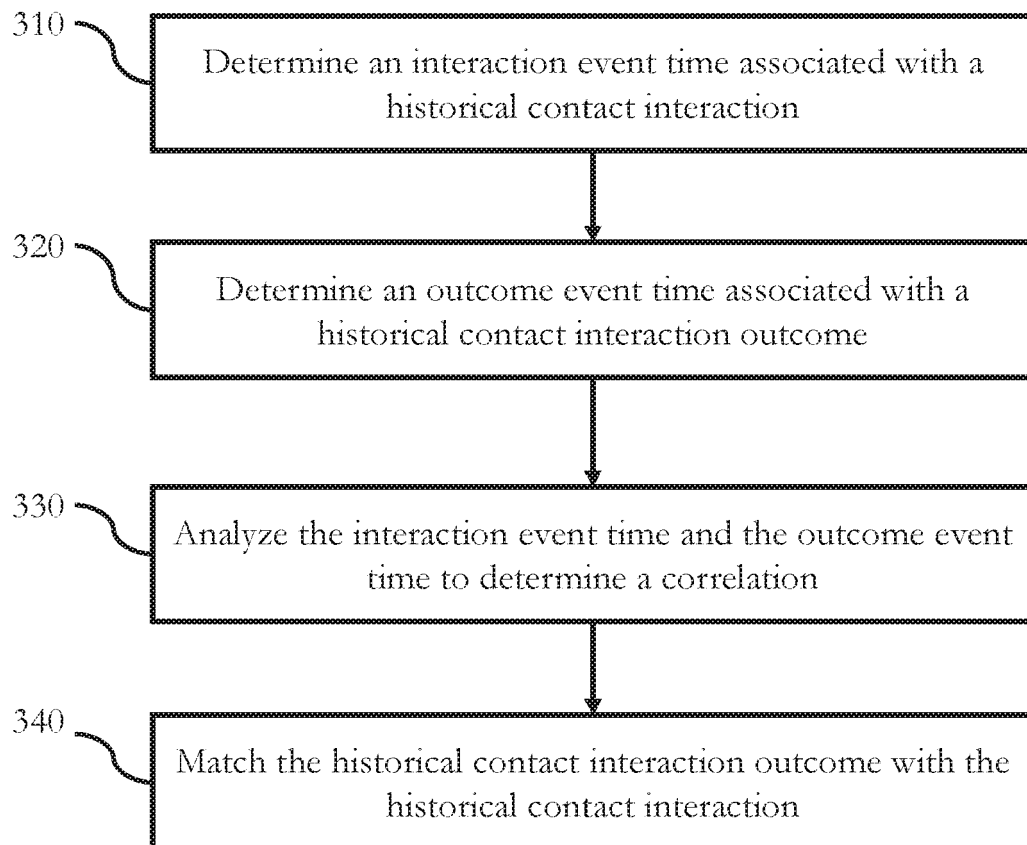 310
Determine an interaction event time associated with a
historical contact interaction
320
Determine an outcome event time associated with a
historical contact interaction outcome
330
Analyze the interaction event time and the outcome event
time to determine a correlation
340
Match the historical contact interaction outcome with the
historical contact interaction